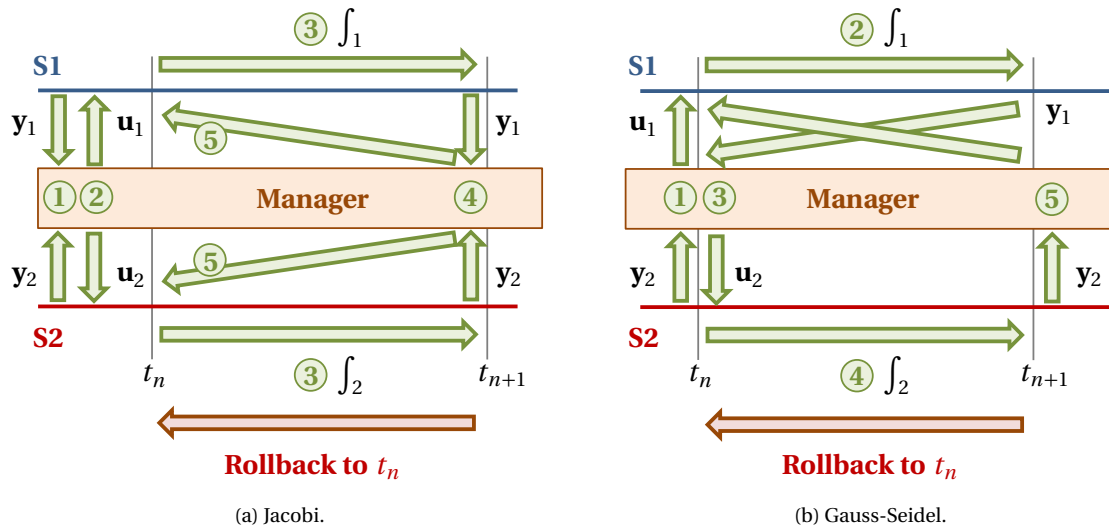 ③ ∫₁
S1
y₁ u₁ ⑤ y₁
① ② Manager ④
y₂ u₂ ⑤ y₂
S2
tₙ ③ ∫₂ tₙ₊₁
Rollback to tₙ
(a) Jacobi.
② ∫₁
S1
u₁ y₁
① ③ Manager ⑤
y₂ u₂ y₂
S2
tₙ ④ ∫₂ tₙ₊₁
Rollback to tₙ
(b) Gauss-Seidel.